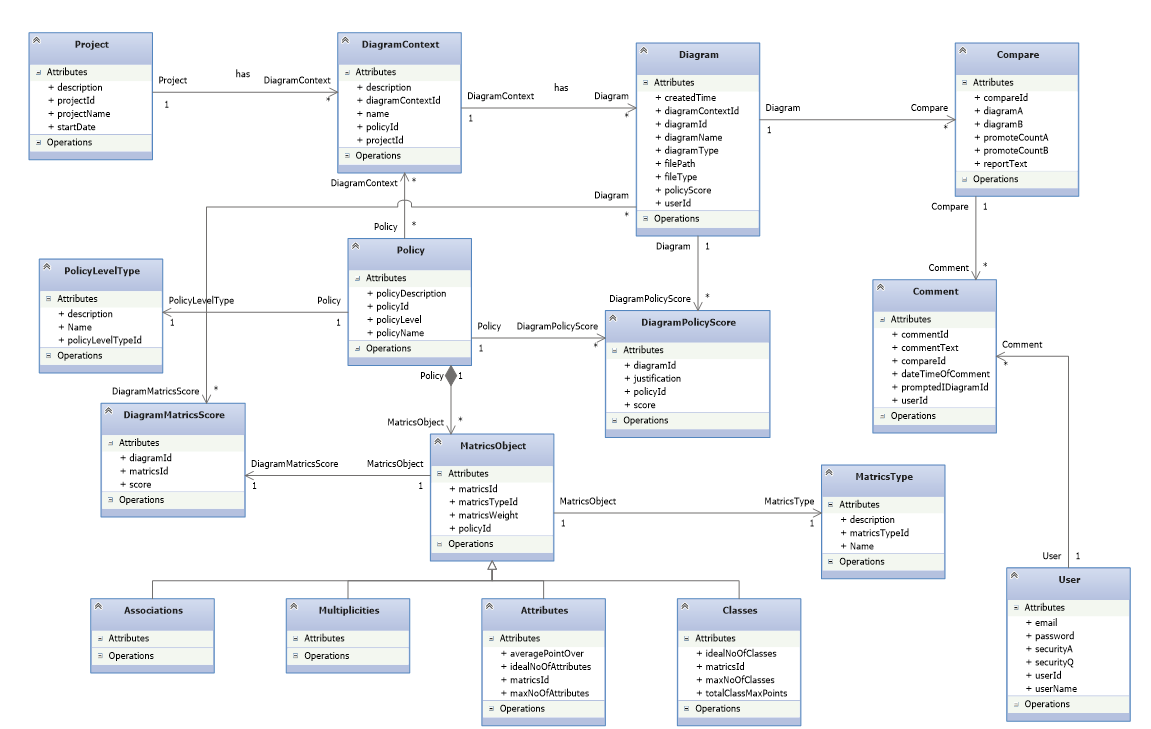 Project
Attributes
+ description
+ projectId
+ projectName
+ startDate
Operations
Project
has
DiagramContext
1
*
DiagramContext
Attributes
+ description
+ diagramContextId
+ name
+ policyId
+ projectId
Operations
DiagramContext
has
Diagram
1
*
Diagram
Attributes
+ createdTime
+ diagramContextId
+ diagramId
+ diagramName
+ diagramType
+ filePath
+ fileType
+ policyScore
+ userId
Operations
Diagram
Compare
1
*
Compare
Attributes
+ compareId
+ diagramA
+ diagramB
+ promoteCountA
+ promoteCountB
+ reportText
Operations
DiagramContext
*
Policy
*
Diagram
*
Diagram
1
DiagramPolicyScore
*
Compare
1
Comment
*
PolicyLevelType
Attributes
+ description
+ Name
+ policyLevelTypeId
Operations
PolicyLevelType
Policy
1
1
Policy
Attributes
+ policyDescription
+ policyId
+ policyLevel
+ policyName
Operations
Policy
DiagramPolicyScore
1
*
DiagramPolicyScore
Attributes
+ diagramId
+ justification
+ policyId
+ score
Operations
Comment
Attributes
+ commentId
+ commentText
+ compareId
+ dateTimeOfComment
+ promptedIDiagramId
+ userId
Operations
Comment
*
User
1
Policy
1
MatricsObject
*
DiagramMatricsScore
*
DiagramMatricsScore
Attributes
+ diagramId
+ matricsId
+ score
Operations
DiagramMatricsScore
MatricsObject
1
1
MatricsObject
Attributes
+ matricsId
+ matricsTypeId
+ matricsWeight
+ policyId
Operations
MatricsObject
MatricsType
1
1
MatricsType
Attributes
+ description
+ matricsTypeId
+ Name
Operations
Associations
Attributes
Operations
Multiplicities
Attributes
Operations
Attributes
Attributes
+ averagePointOver
+ idealNoOfAttributes
+ matricsId
+ maxNoOfAttributes
Operations
Classes
Attributes
+ idealNoOfClasses
+ matricsId
+ maxNoOfClasses
+ totalClassMaxPoints
Operations
User
Attributes
+ email
+ password
+ securityA
+ securityQ
+ userId
+ userName
Operations